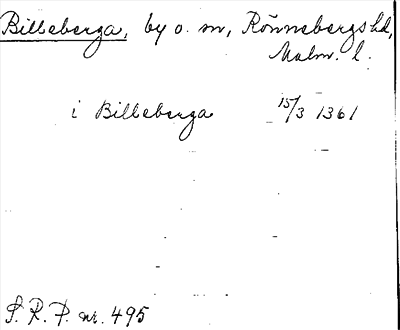 Billeberga, by o. sn, Rönnebergs hd,
Malm. l.
i Billeberga 15/3 1361
S. R. P. nr. 495